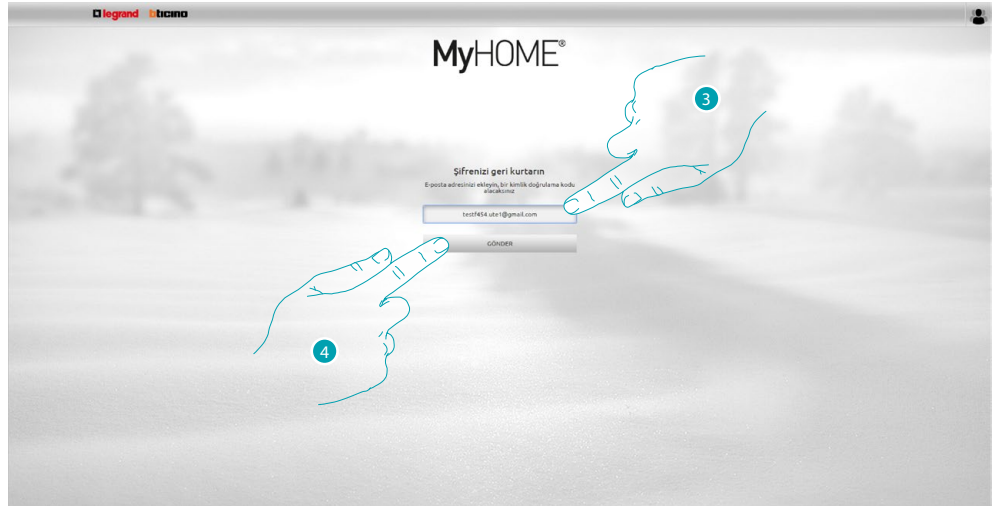 legrand bticino
MyHOME®
3
Şifrenizi geri kurtarın
E-posta adresinizi ekleyin, bir kimlik doğrulama kodu
alacaksınız
testf454.ute1@gmail.com
GÖNDER
4